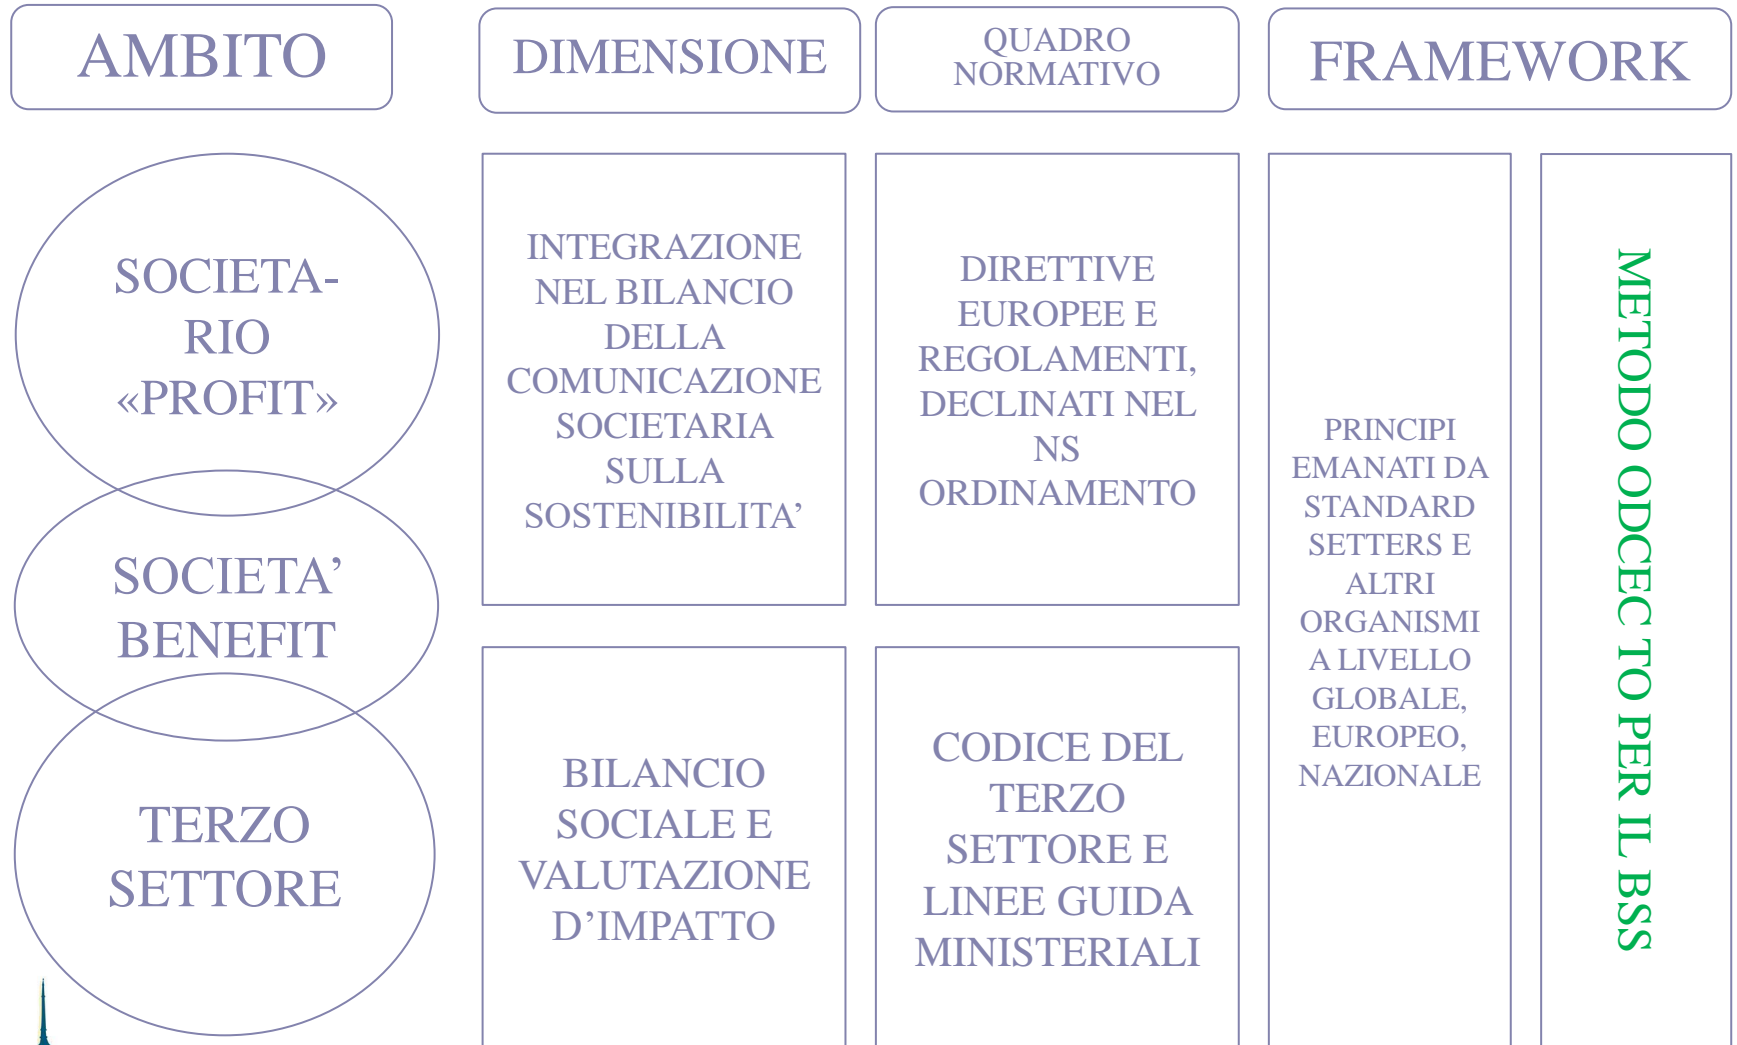 AMBITO
DIMENSIONE
QUADRO
NORMATIVO
FRAMEWORK
SOCIETA-
RIO
«PROFIT»
SOCIETA’
BENEFIT
TERZO
SETTORE
INTEGRAZIONE
NEL BILANCIO
DELLA
COMUNICAZIONE
SOCIETARIA
SULLA
SOSTENIBILITA’
BILANCIO
SOCIALE E
VALUTAZIONE
D’IMPATTO
DIRETTIVE
EUROPEE E
REGOLAMENTI,
DECLINATI NEL
NS
ORDINAMENTO
CODICE DEL
TERZO
SETTORE E
LINEE GUIDA
MINISTERIALI
PRINCIPI
EMANATI DA
STANDARD
SETTERS E
ALTRI
ORGANISMI
A LIVELLO
GLOBALE,
EUROPEO,
NAZIONALE
METODO ODCEC TO PER IL BSS